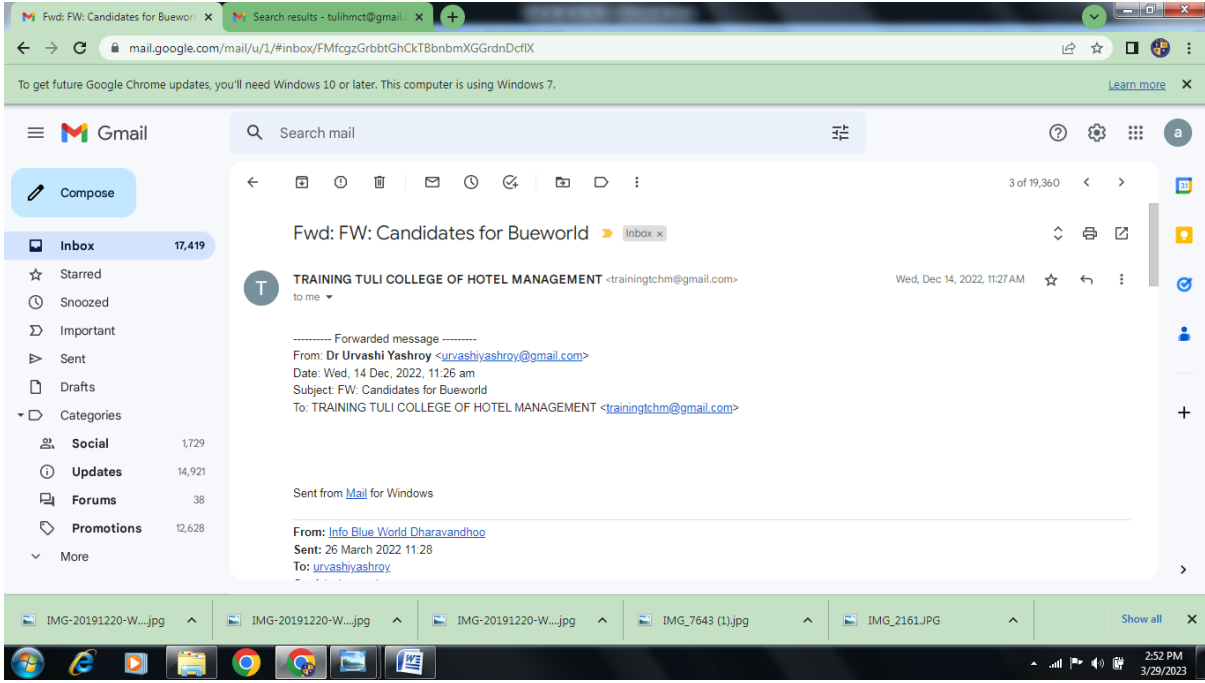 Fwd: FW: Candidates for Buewor
Search results - tulihmct@gmail.c
mail.google.com/mail/u/1/#inbox/FMfcgzGrbbtGhCkTBbnbmXGGrdnDcflX
To get future Google Chrome updates, you'll need Windows 10 or later. This computer is using Windows 7.
Learn more
Gmail
Search mail
a
Compose
3 of 19,360
31
Fwd: FW: Candidates for Bueworld
Inbox x
Inbox 17,419
Starred
Snoozed
Important
Sent
Drafts
Categories
Social 1,729
Updates 14,921
Forums 38
Promotions 12,628
More
T
TRAINING TULI COLLEGE OF HOTEL MANAGEMENT <trainingtchm@gmail.com>
Wed, Dec 14, 2022, 11:27 AM
to me
---------- Forwarded message ---------
From: Dr Urvashi Yashroy <urvashiyashroy@gmail.com>
Date: Wed, 14 Dec, 2022, 11:26 am
Subject: FW: Candidates for Bueworld
To: TRAINING TULI COLLEGE OF HOTEL MANAGEMENT <trainingtchm@gmail.com>
Sent from Mail for Windows
From: Info Blue World Dharavandhoo
Sent: 26 March 2022 11:28
To: urvashiyashroy
IMG-20191220-W....jpg
IMG-20191220-W....jpg
IMG-20191220-W....jpg
IMG_7643 (1).jpg
IMG_2161.JPG
Show all
2:52 PM
3/29/2023